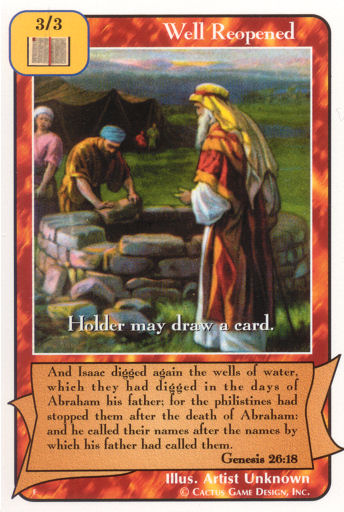 3/3
Well Reopened
Holder may draw a card.
And Isaac digged again the wells of water,
which they had digged in the days of
Abraham his father; for the philistines had
stopped them after the death of Abraham:
and he called their names after the names by
which his father had called them.
Genesis 26:18
Illus. Artist Unknown
F
© Cactus Game Design, Inc.